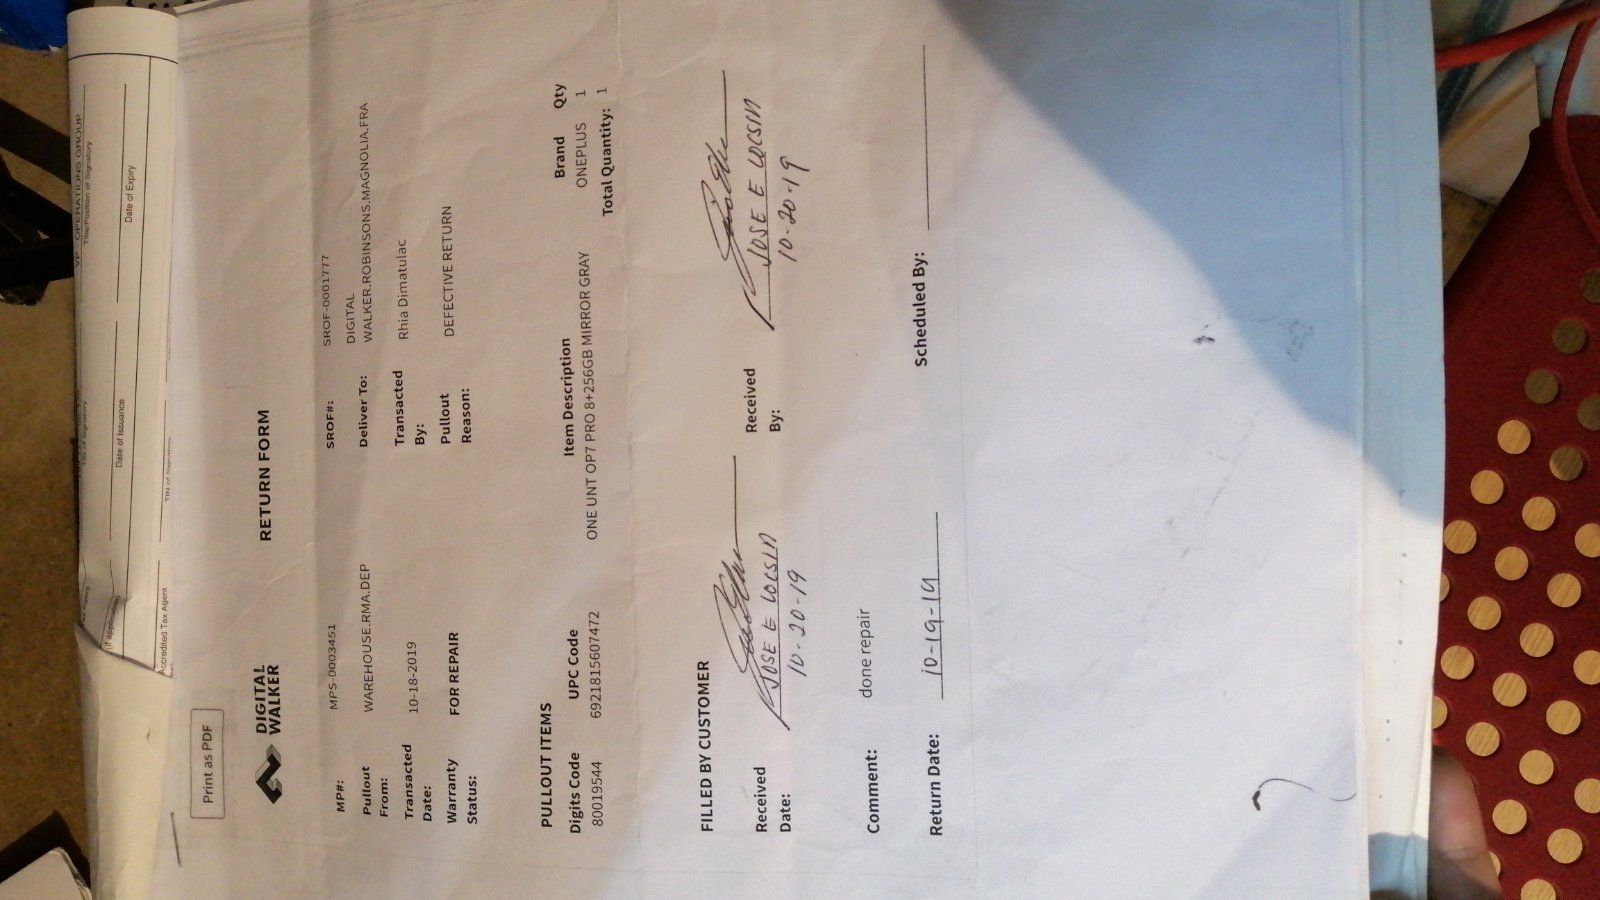 VP - OPERATIONS GROUP
Title/Position of Signatory
Date of Issuance
Date of Expiry
(if applicable)
Accredited Tax Agent
TIN of Signatory
Print as PDF
DIGITAL
WALKER
RETURN FORM
MP#: MPS-0003451 SROF#: SROF-0001777
Pullout From: WAREHOUSE.RMA.DEP Deliver To: DIGITAL
WALKER.ROBINSONS.MAGNOLIA.FRA
Transacted Date: 10-18-2019 Transacted By: Rhia Dimatulac
Warranty Status: FOR REPAIR Pullout Reason: DEFECTIVE RETURN
PULLOUT ITEMS
Digits Code UPC Code Item Description Brand Qty
80019544 6921815607472 ONE UNT OP7 PRO 8+256GB MIRROR GRAY ONEPLUS 1
Total Quantity: 1
FILLED BY CUSTOMER
Received Date: JOSE E LOCSIN Received By: JOSE E LOCSIN
10-20-19 10-20-19
Comment: done repair
Return Date: 10-19-19 Scheduled By: